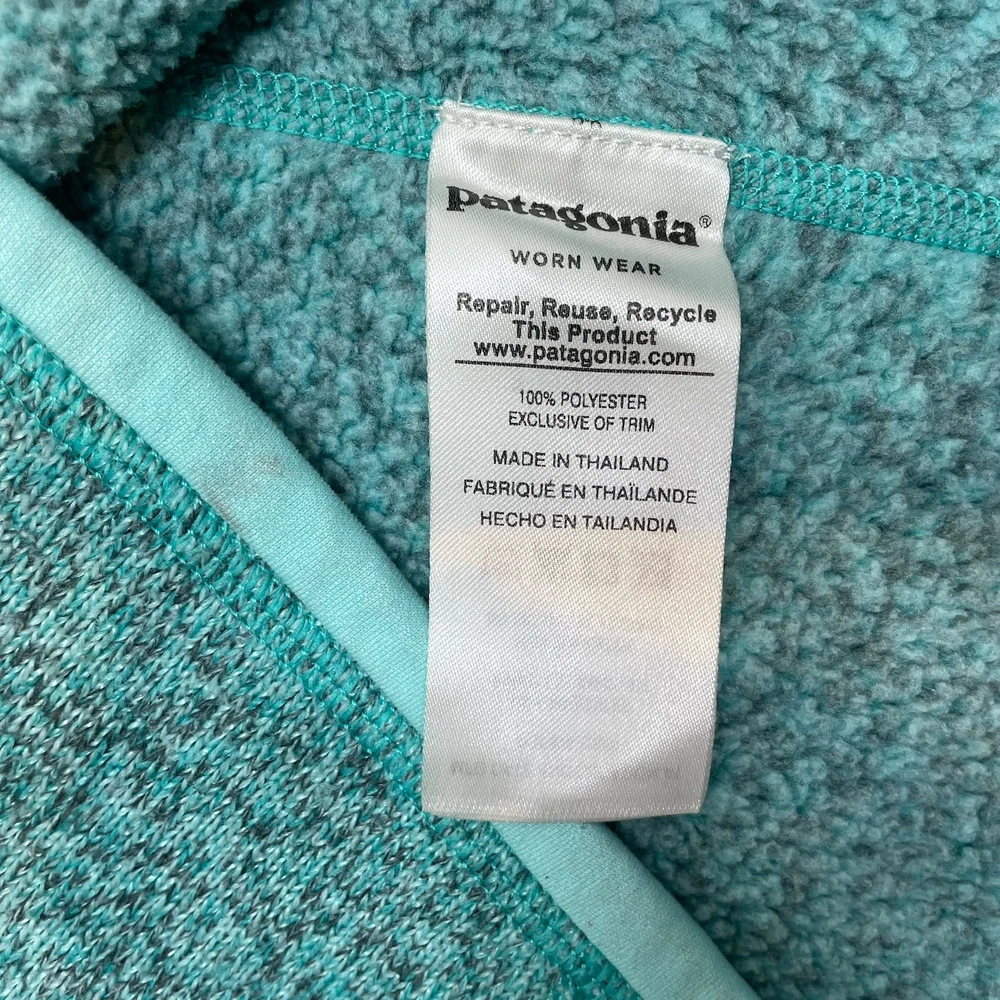 patagonia®
WORN WEAR
Repair, Reuse, Recycle
This Product
www.patagonia.com
100% POLYESTER
EXCLUSIVE OF TRIM
MADE IN THAILAND
FABRIQUÉ EN THAÏLANDE
HECHO EN TAILANDIA